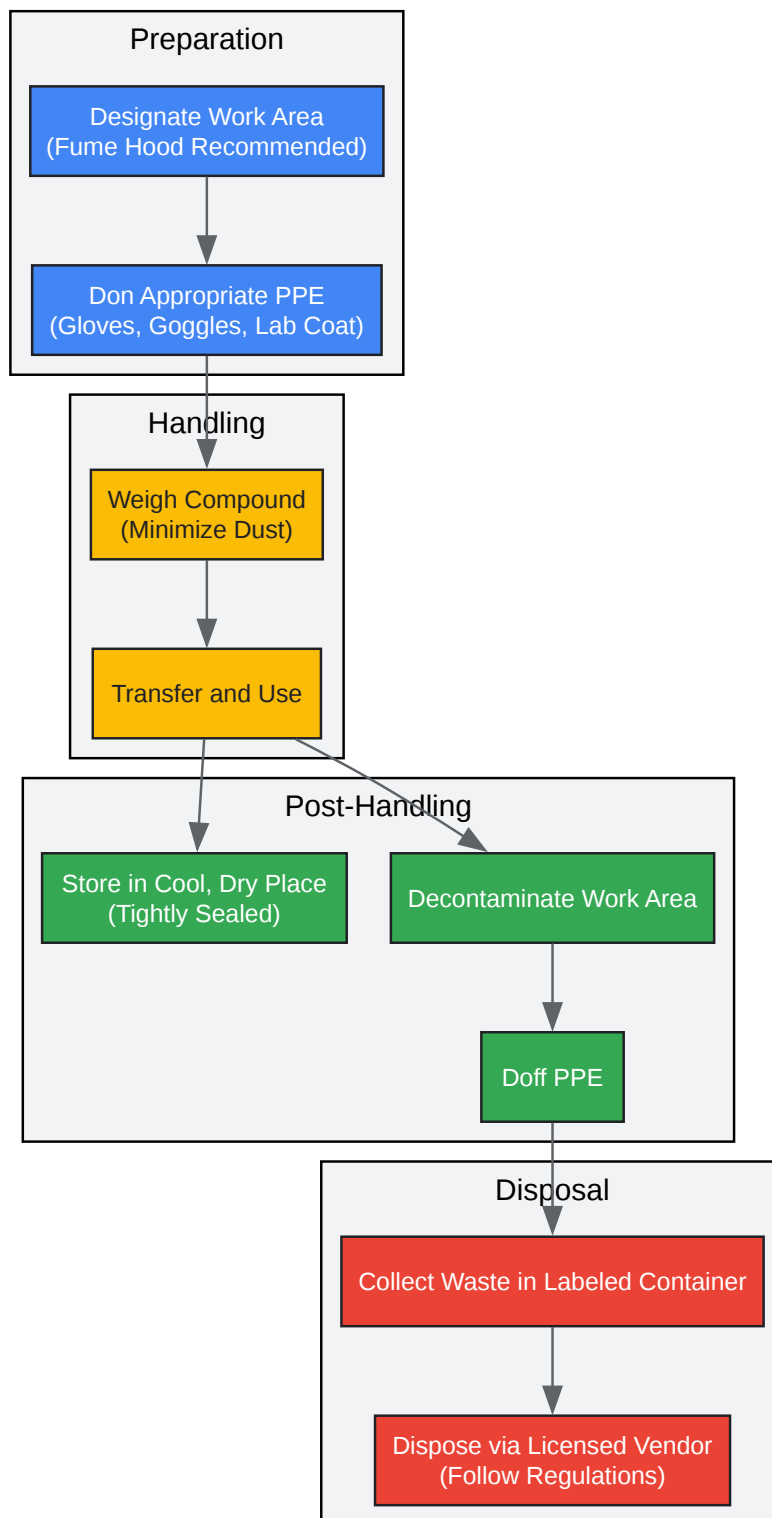 Preparation
Designate Work Area
(Fume Hood Recommended)
Don Appropriate PPE
(Gloves, Goggles, Lab Coat)
Handling
Weigh Compound
(Minimize Dust)
Transfer and Use
Post-Handling
Store in Cool, Dry Place
(Tightly Sealed)
Decontaminate Work Area
Doff PPE
Disposal
Collect Waste in Labeled Container
Dispose via Licensed Vendor
(Follow Regulations)